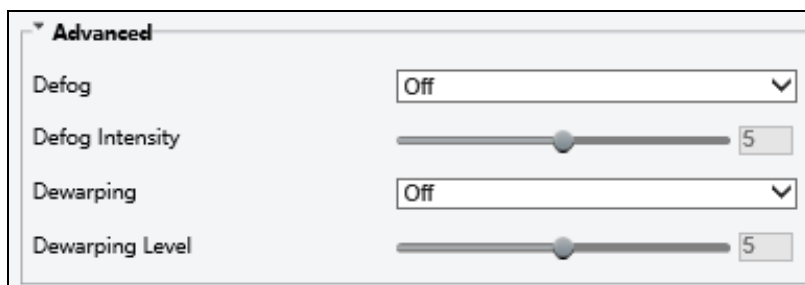 Advanced
Defog Off
Defog Intensity 5
Dewarping Off
Dewarping Level 5